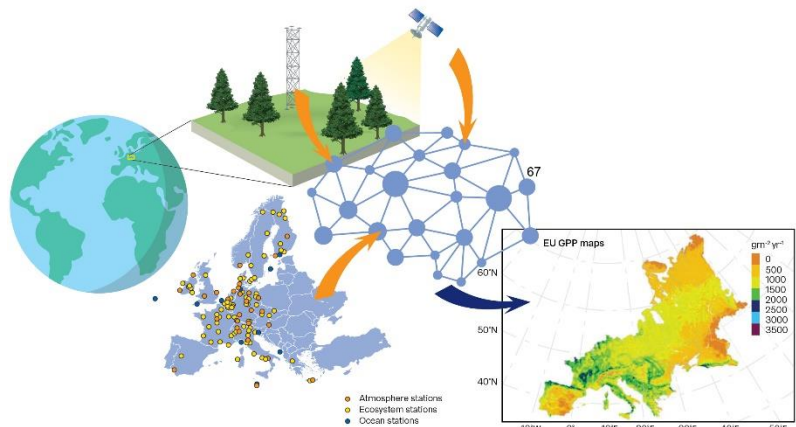 67
EU GPP maps
grm⁻² yr⁻¹
0
500
1000
1500
2000
2500
3000
3500
60°N
50°N
40°N
Atmosphere stations
Ecosystem stations
Ocean stations